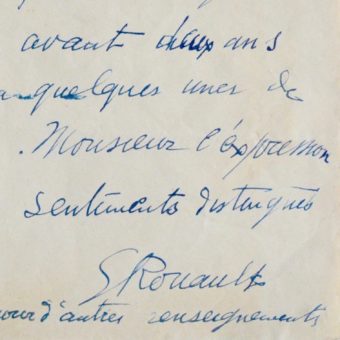 avant deux ans
quelques unes de
Monsieur l'expression
sentiments distingués
G Rouault
pour d'autres renseignements